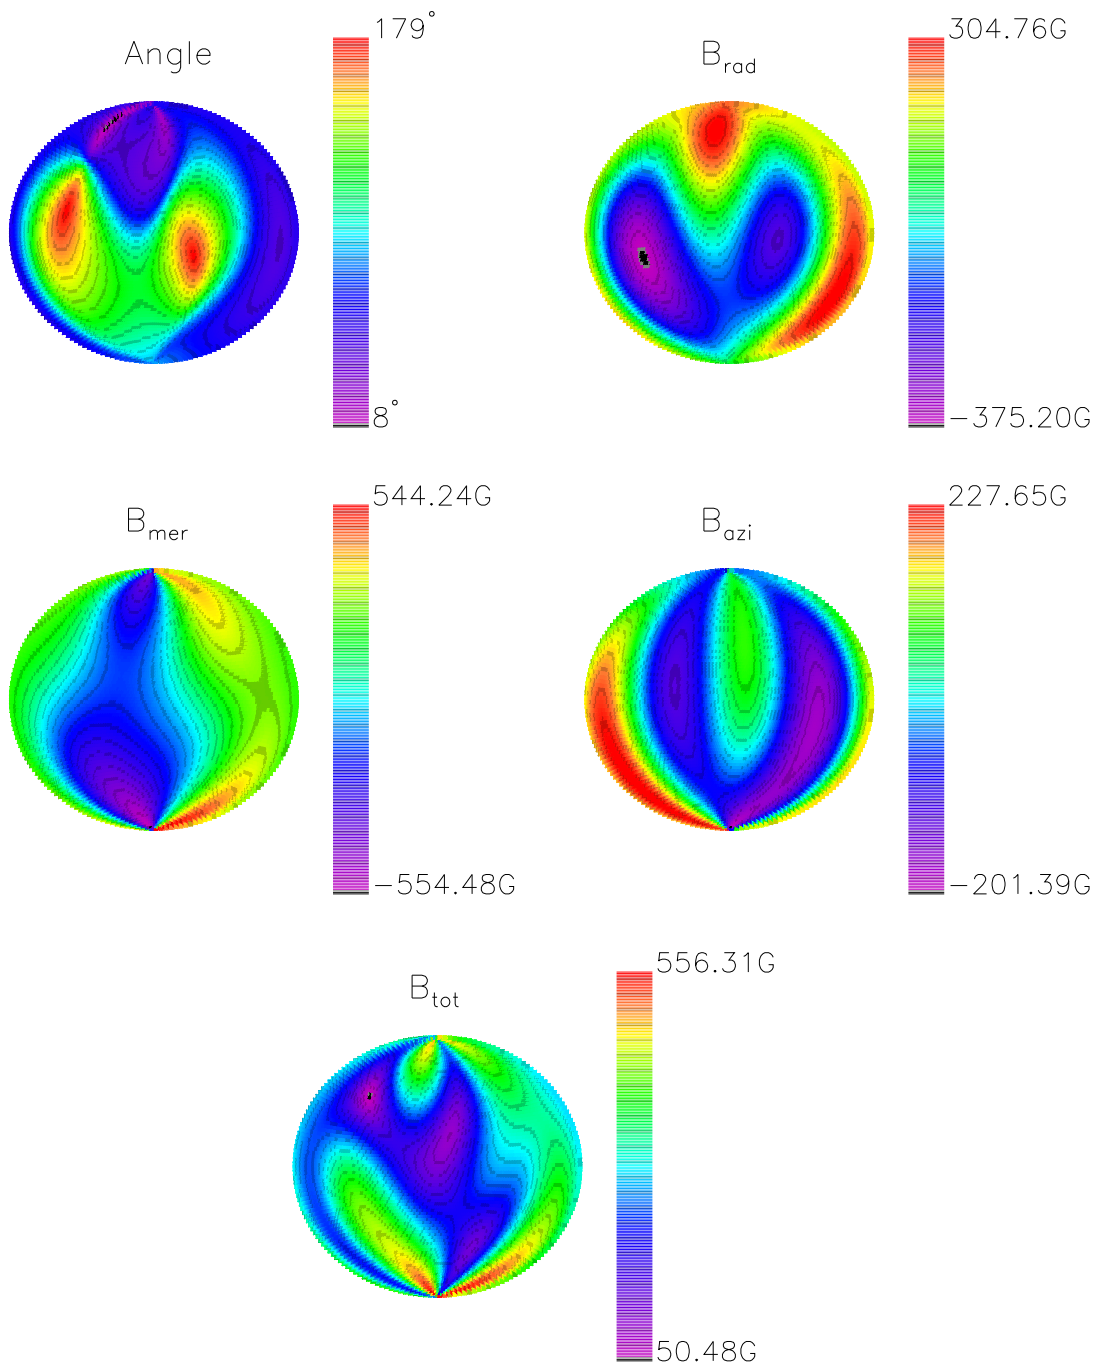 Angle
179°
8°
B_rad
304.76G
−375.20G
B_mer
544.24G
−554.48G
B_azi
227.65G
−201.39G
B_tot
556.31G
50.48G